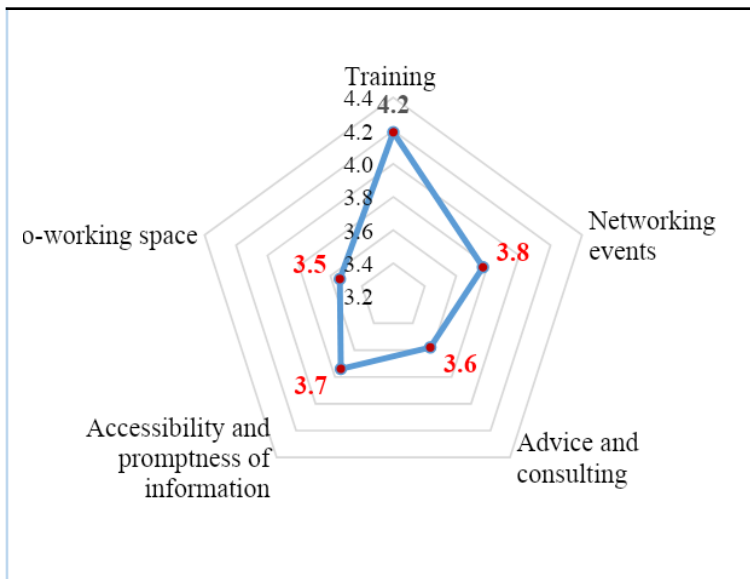 Training
4.4
4.2
4.2
4.0
3.8
3.6
3.4
3.2
Networking
events
3.8
o-working space
3.5
3.6
3.7
Accessibility and
promptness of
information
Advice and
consulting